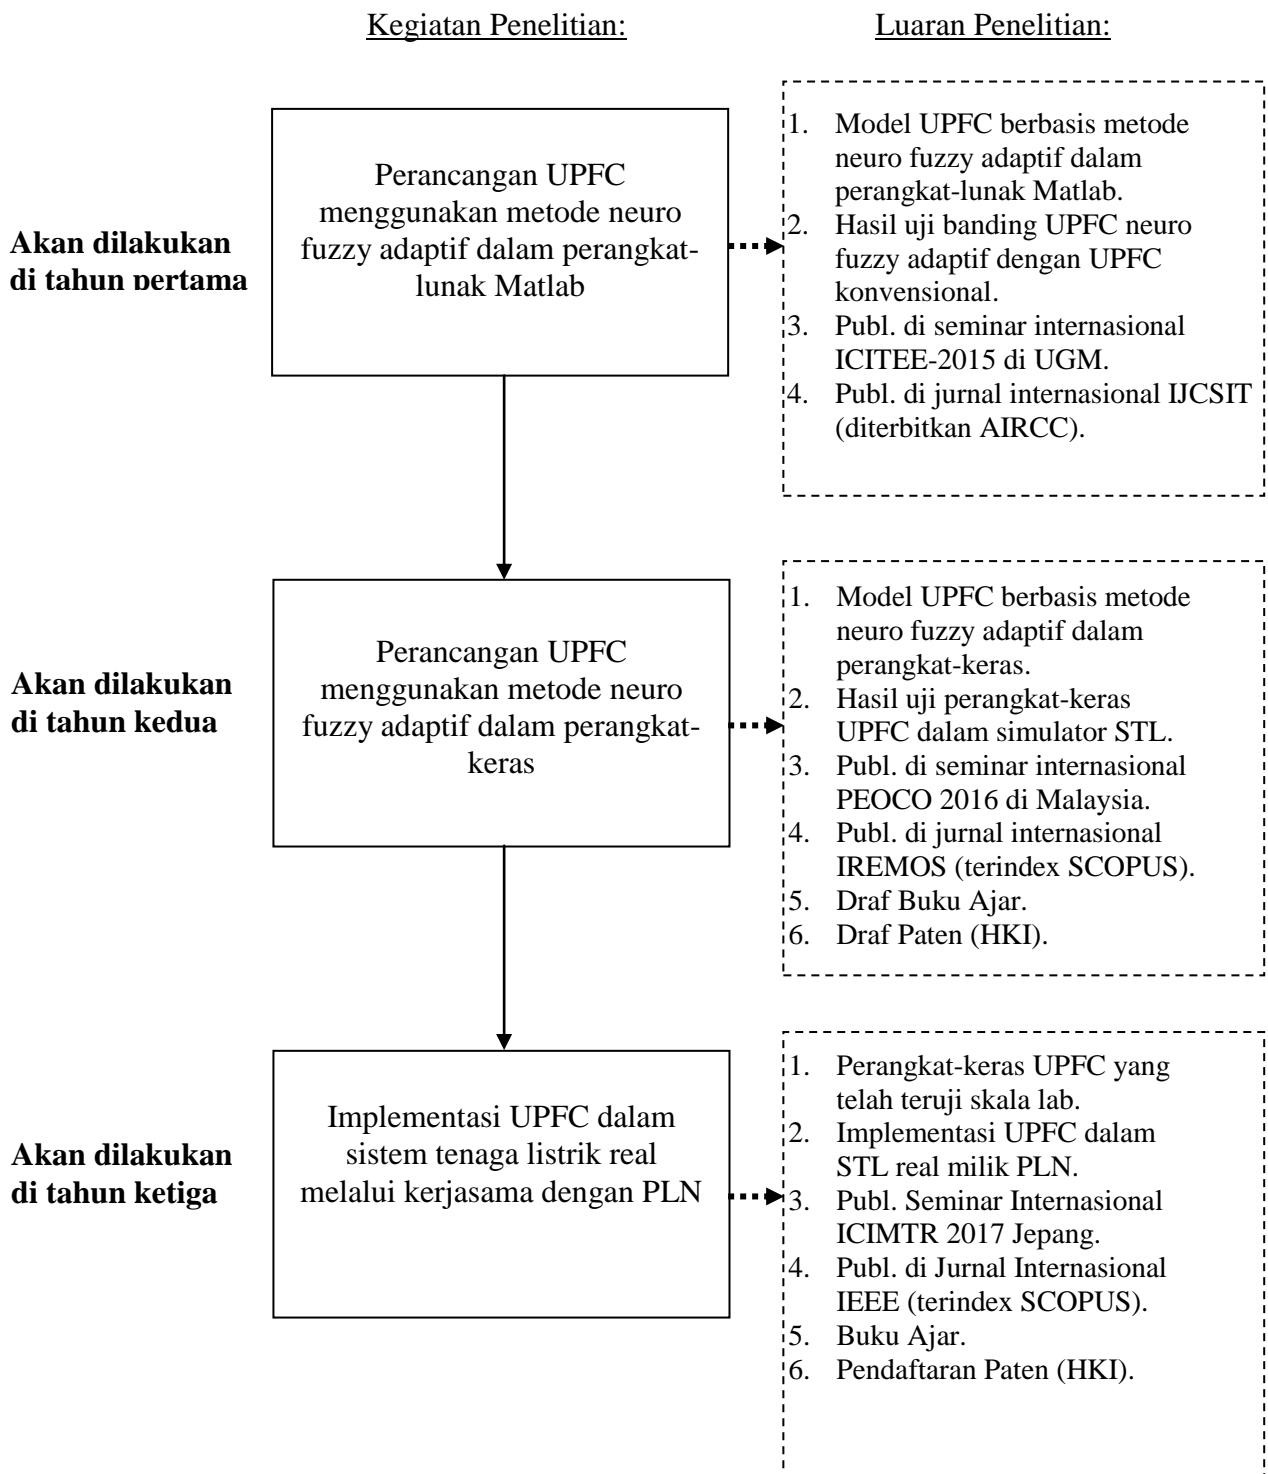 Kegiatan Penelitian:
Luaran Penelitian:
Akan dilakukan
di tahun pertama
Perancangan UPFC
menggunakan metode neuro
fuzzy adaptif dalam perangkat-
lunak Matlab
1. Model UPFC berbasis metode
neuro fuzzy adaptif dalam
perangkat-lunak Matlab.
2. Hasil uji banding UPFC neuro
fuzzy adaptif dengan UPFC
konvensional.
3. Publ. di seminar internasional
ICITEE-2015 di UGM.
4. Publ. di jurnal internasional IJCSIT
(diterbitkan AIRCC).
Akan dilakukan
di tahun kedua
Perancangan UPFC
menggunakan metode neuro
fuzzy adaptif dalam perangkat-
keras
1. Model UPFC berbasis metode
neuro fuzzy adaptif dalam
perangkat-keras.
2. Hasil uji perangkat-keras
UPFC dalam simulator STL.
3. Publ. di seminar internasional
PEOCO 2016 di Malaysia.
4. Publ. di jurnal internasional
IREMOS (terindex SCOPUS).
5. Draf Buku Ajar.
6. Draf Paten (HKI).
Akan dilakukan
di tahun ketiga
Implementasi UPFC dalam
sistem tenaga listrik real
melalui kerjasama dengan PLN
1. Perangkat-keras UPFC yang
telah teruji skala lab.
2. Implementasi UPFC dalam
STL real milik PLN.
3. Publ. Seminar Internasional
ICIMTR 2017 Jepang.
4. Publ. di Jurnal Internasional
IEEE (terindex SCOPUS).
5. Buku Ajar.
6. Pendaftaran Paten (HKI).